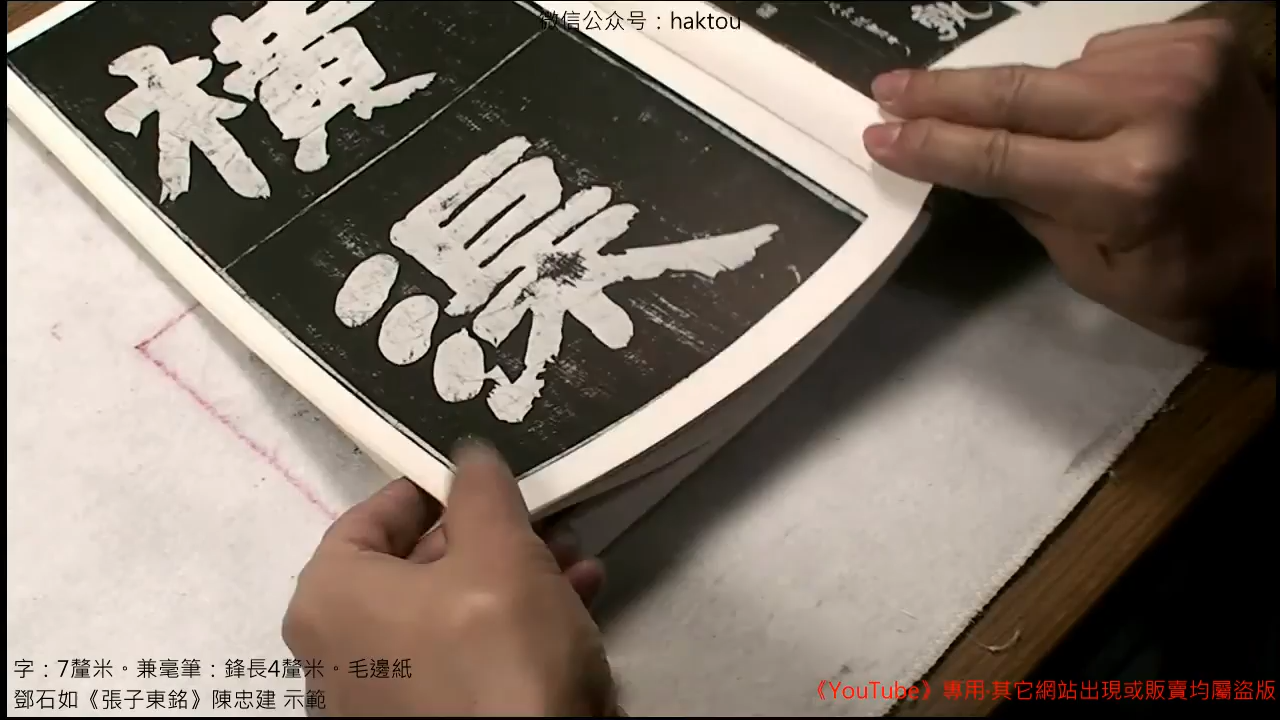 微信公众号：haktou
橫
渠
字：7釐米。兼毫筆：鋒長4釐米。毛邊紙
鄧石如《張子東銘》陳忠建 示範
《YouTube》專用·其它網站出現或販賣均屬盜版